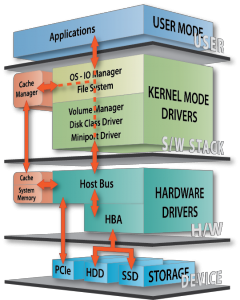 Applications
USER MODE
USER
Cache
Manager
OS - IO Manager
File System
Volume Manager
Disk Class Driver
Miniport Driver
KERNEL MODE
DRIVERS
S/W STACK
Cache
System
Memory
Host Bus
HBA
HARDWARE
DRIVERS
H/W
PCIe
HDD
SSD
STORAGE
DEVICE